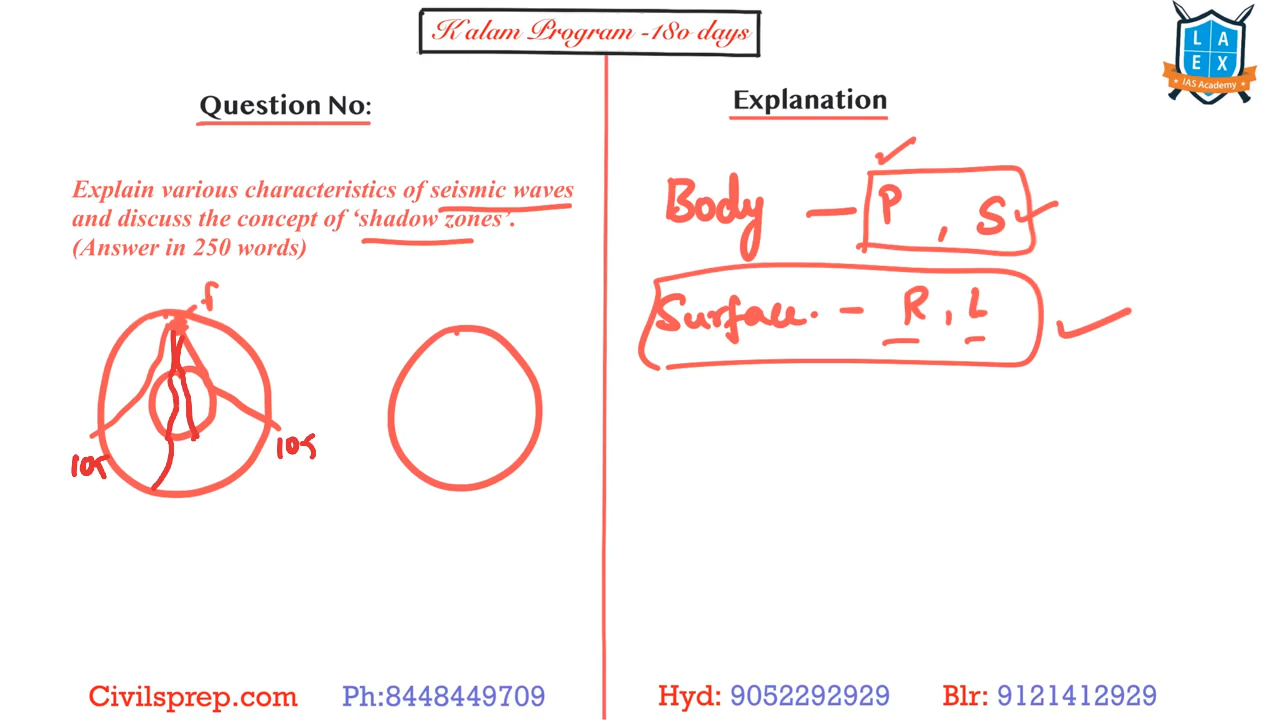 Kalam Program -180 days
L A
E X
IAS Academy
Question No:
Explain various characteristics of seismic waves
and discuss the concept of ‘shadow zones’.
(Answer in 250 words)
f
105
105
Explanation
Body — P , S
Surface. - R, L
Civilsprep.com
Ph:8448449709
Hyd: 9052292929
Blr: 9121412929